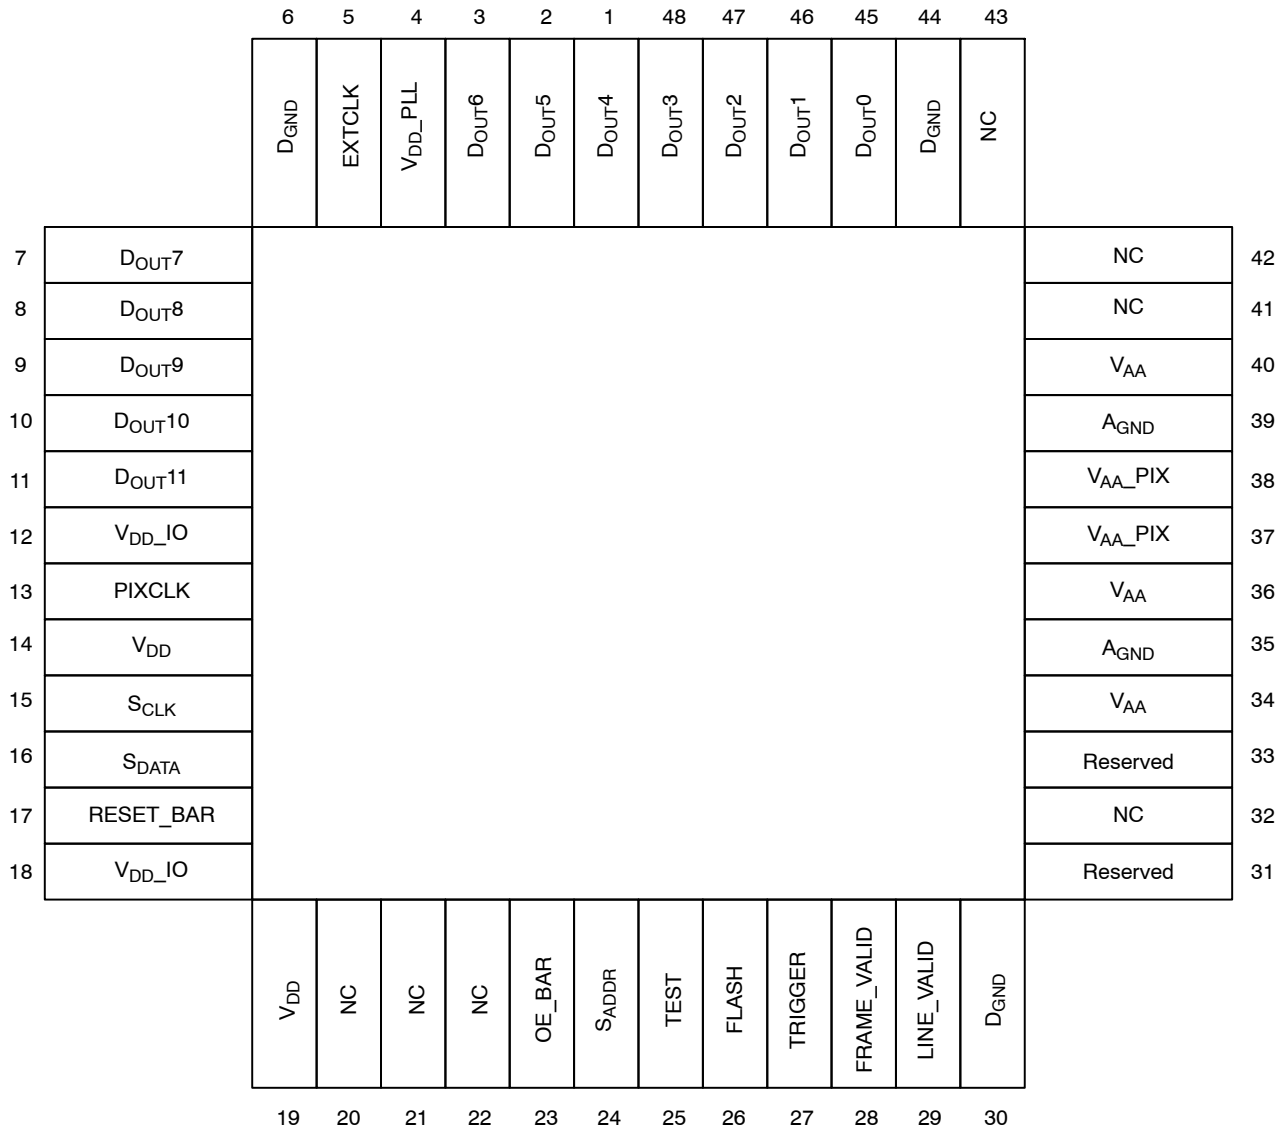 6 5 4 3 2 1 48 47 46 45 44 43
DGND
EXTCLK
VDD_PLL
DOUT6
DOUT5
DOUT4
DOUT3
DOUT2
DOUT1
DOUT0
DGND
NC
7 DOUT7
8 DOUT8
9 DOUT9
10 DOUT10
11 DOUT11
12 VDD_IO
13 PIXCLK
14 VDD
15 SCLK
16 SDATA
17 RESET_BAR
18 VDD_IO
NC 42
NC 41
VAA 40
AGND 39
VAA_PIX 38
VAA_PIX 37
VAA 36
AGND 35
VAA 34
Reserved 33
NC 32
Reserved 31
VDD
NC
NC
NC
OE_BAR
SADDR
TEST
FLASH
TRIGGER
FRAME_VALID
LINE_VALID
DGND
19 20 21 22 23 24 25 26 27 28 29 30